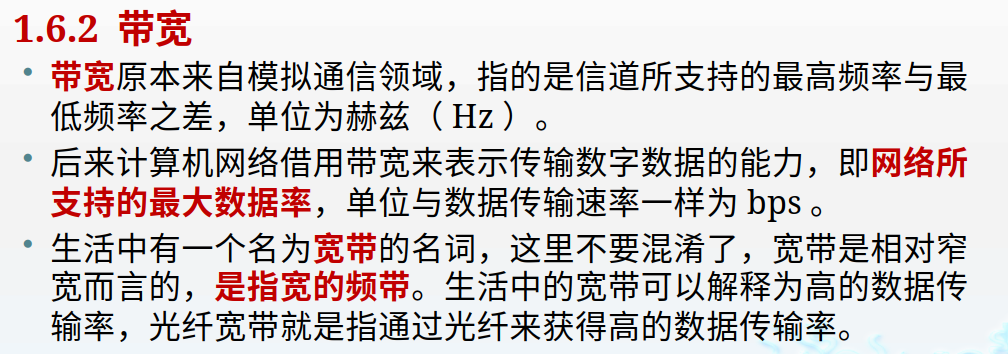 1.6.2 带宽
• 带宽原本来自模拟通信领域，指的是信道所支持的最高频率与最
低频率之差，单位为赫兹（ Hz ）。
• 后来计算机网络借用带宽来表示传输数字数据的能力，即网络所
支持的最大数据率，单位与数据传输速率一样为 bps 。
• 生活中有一个名为宽带的名词，这里不要混淆了，宽带是相对窄
宽而言的，是指宽的频带。生活中的宽带可以解释为高的数据传
输率，光纤宽带就是指通过光纤来获得高的数据传输率。